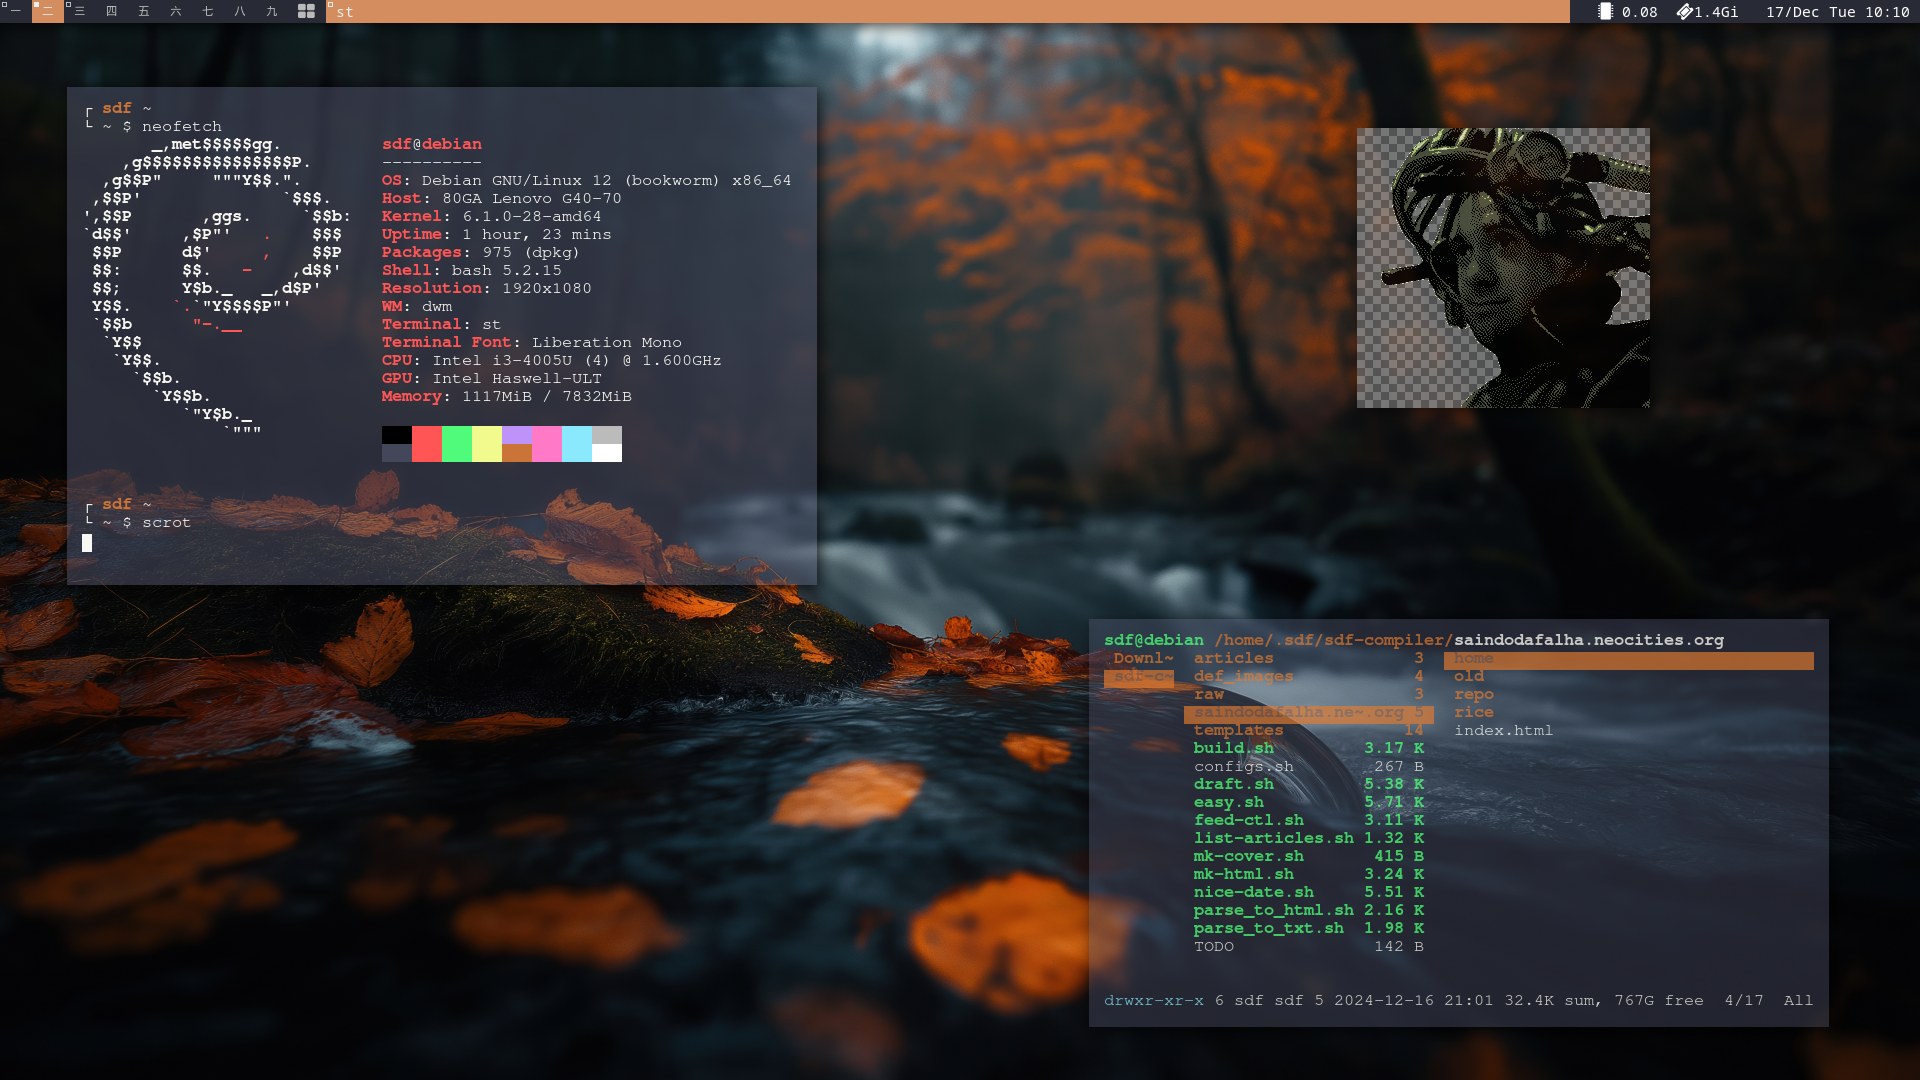 一 二 三 四 五 六 七 八 九 st 0.08 1.4Gi 17/Dec Tue 10:10
┌ sdf ~
└ ~ $ neofetch
_,met$$$$$gg.
,g$$$$$$$$$$$$$$$P.
,g$$P"     """Y$$.".
,$$P'              `$$$.
',$$P       ,ggs.     `$$b:
`d$$'     ,$P"'   .    $$$
$$P      d$'     ,    $$P
$$:      $$.   -    ,d$$'
$$;      Y$b._   _,d$P'
Y$$.    `.`"Y$$$$P"'
`$$b      "-.__
`Y$$
`Y$$.
`$$b.
`Y$$b.
`"Y$b._
`"""
sdf@debian
----------
OS: Debian GNU/Linux 12 (bookworm) x86_64
Host: 80GA Lenovo G40-70
Kernel: 6.1.0-28-amd64
Uptime: 1 hour, 23 mins
Packages: 975 (dpkg)
Shell: bash 5.2.15
Resolution: 1920x1080
WM: dwm
Terminal: st
Terminal Font: Liberation Mono
CPU: Intel i3-4005U (4) @ 1.600GHz
GPU: Intel Haswell-ULT
Memory: 1117MiB / 7832MiB
┌ sdf ~
└ ~ $ scrot
sdf@debian /home/.sdf/sdf-compiler/saindodafalha.neocities.org
Downl~ articles 3 home
sdf-c~ def_images 4 old
raw 3 repo
saindodafalha.ne~.org 5 rice
templates 14 index.html
build.sh 3.17 K
configs.sh 267 B
draft.sh 5.38 K
easy.sh 5.71 K
feed-ctl.sh 3.11 K
list-articles.sh 1.32 K
mk-cover.sh 415 B
mk-html.sh 3.24 K
nice-date.sh 5.51 K
parse_to_html.sh 2.16 K
parse_to_txt.sh 1.98 K
TODO 142 B
drwxr-xr-x 6 sdf sdf 5 2024-12-16 21:01 32.4K sum, 767G free 4/17 All